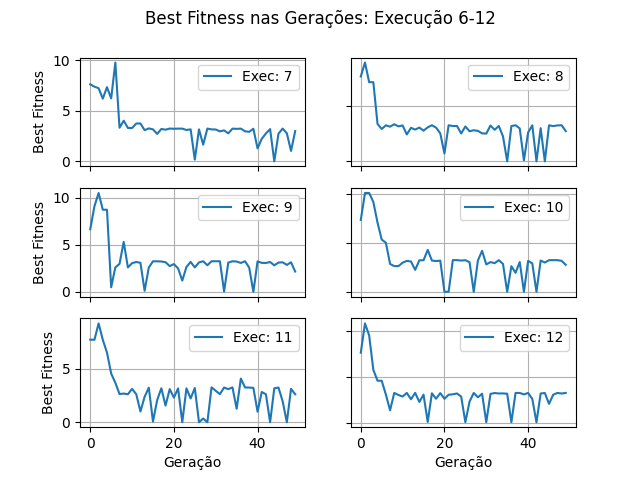 Best Fitness nas Gerações: Execução 6-12
10
5
0
Best Fitness
Exec: 7
Exec: 8
10
5
0
Best Fitness
Exec: 9
Exec: 10
5
0
Best Fitness
Exec: 11
Exec: 12
0 20 40
0 20 40
Geração
Geração